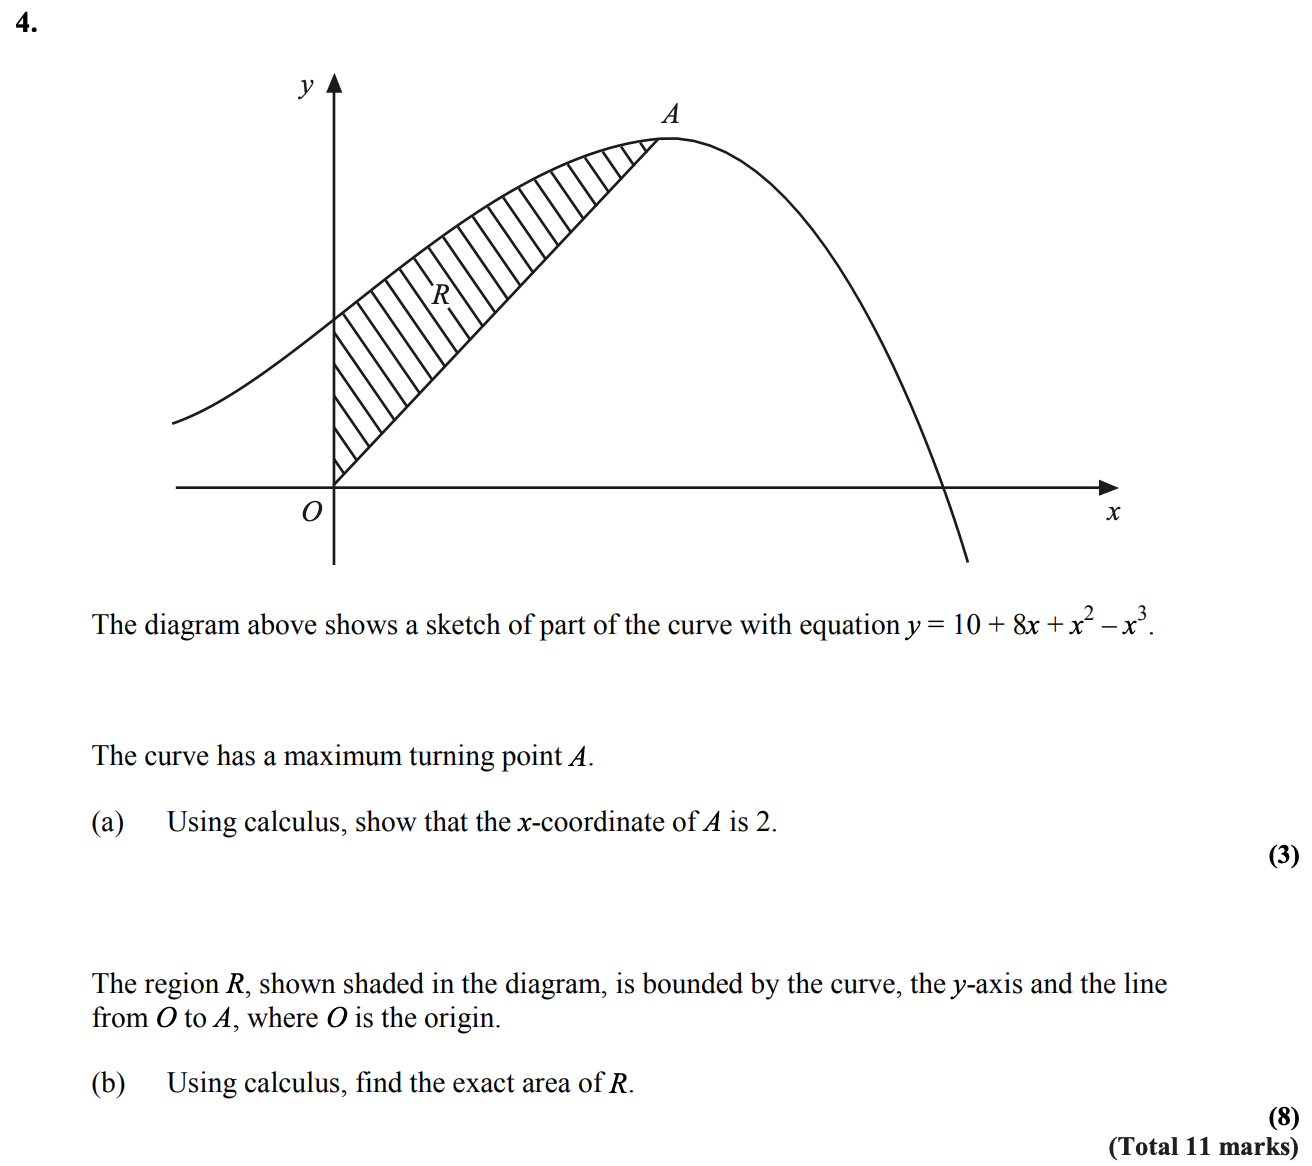 4.
y
A
R
O
x
The diagram above shows a sketch of part of the curve with equation y = 10 + 8x + x² – x³.
The curve has a maximum turning point A.
(a) Using calculus, show that the x-coordinate of A is 2.
(3)
The region R, shown shaded in the diagram, is bounded by the curve, the y-axis and the line
from O to A, where O is the origin.
(b) Using calculus, find the exact area of R.
(8)
(Total 11 marks)